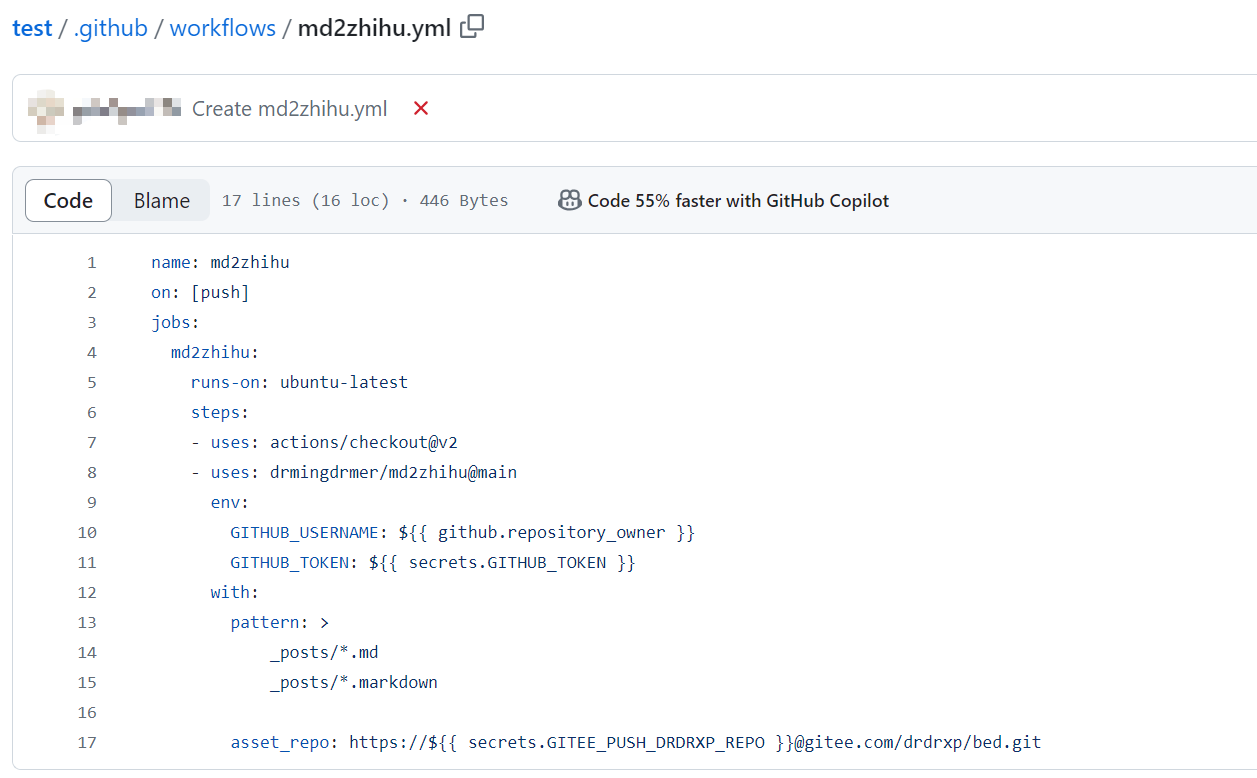 test / .github / workflows / md2zhihu.yml
Create md2zhihu.yml
Code Blame 17 lines (16 loc) · 446 Bytes Code 55% faster with GitHub Copilot
1 name: md2zhihu
2 on: [push]
3 jobs:
4   md2zhihu:
5     runs-on: ubuntu-latest
6     steps:
7     - uses: actions/checkout@v2
8     - uses: drmingdrmer/md2zhihu@main
9       env:
10         GITHUB_USERNAME: ${{ github.repository_owner }}
11         GITHUB_TOKEN: ${{ secrets.GITHUB_TOKEN }}
12       with:
13         pattern: >
14             _posts/*.md
15             _posts/*.markdown
16
17         asset_repo: https://${{ secrets.GITEE_PUSH_DRDRXP_REPO }}@gitee.com/drdrxp/bed.git